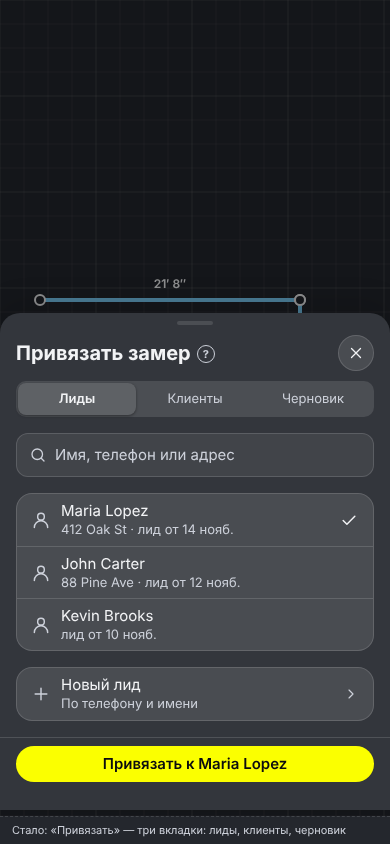 21′ 8″
Привязать замер ?
Лиды Клиенты Черновик
Имя, телефон или адрес
Maria Lopez
412 Oak St · лид от 14 нояб.
John Carter
88 Pine Ave · лид от 12 нояб.
Kevin Brooks
лид от 10 нояб.
Новый лид
По телефону и имени
Привязать к Maria Lopez
Стало: «Привязать» — три вкладки: лиды, клиенты, черновик